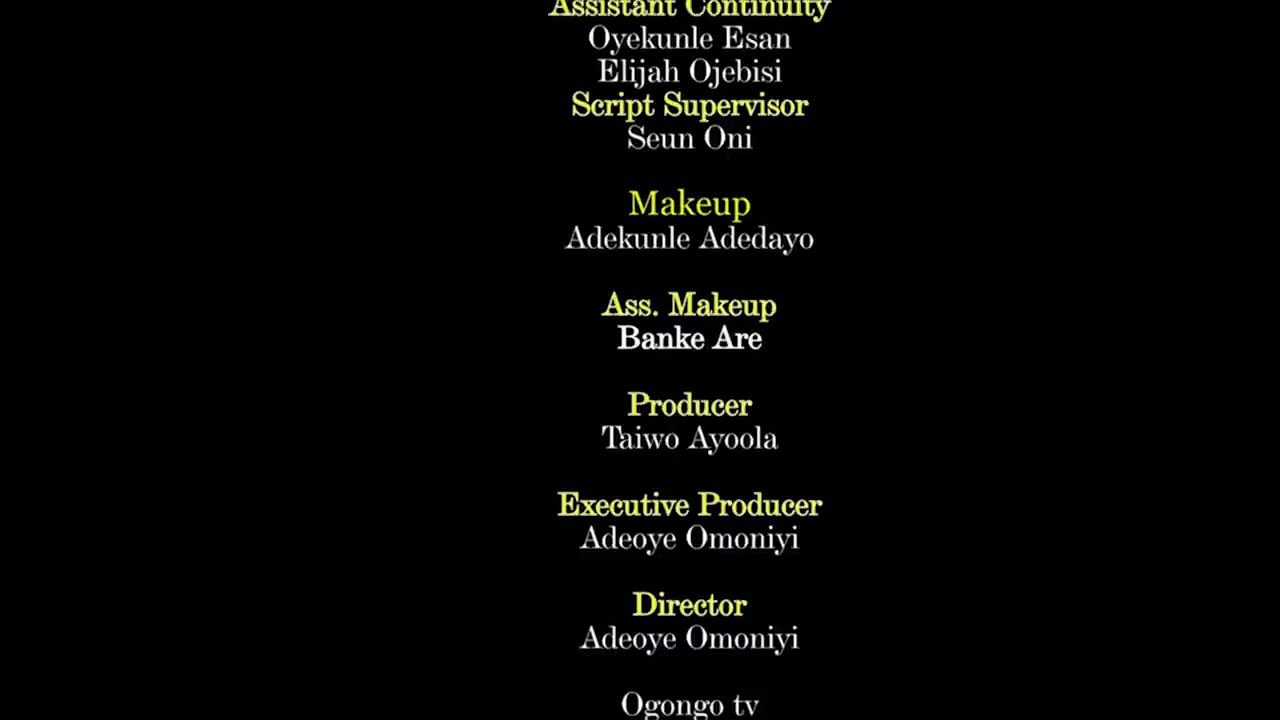 Assistant Continuity
Oyekunle Esan
Elijah Ojebisi
Script Supervisor
Seun Oni
Makeup
Adekunle Adedayo
Ass. Makeup
Banke Are
Producer
Taiwo Ayoola
Executive Producer
Adeoye Omoniyi
Director
Adeoye Omoniyi
Ogongo tv